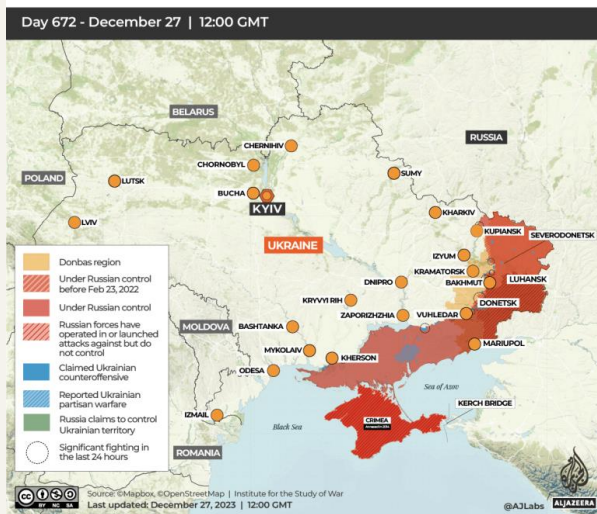 Day 672 - December 27 | 12:00 GMT
BELARUS
RUSSIA
CHERNIHIV
CHORNOBYL
SUMY
POLAND
LUTSK
BUCHA
KYIV
KHARKIV
LVIV
KUPIANSK
SEVERODONETSK
UKRAINE
IZYUM
KRAMATORSK
DNIPRO
BAKHMUT
LUHANSK
KRYVYI RIH
DONETSK
ZAPORIZHZHIA
VUHLEDAR
MOLDOVA
BASHTANKA
MARIUPOL
MYKOLAIV
KHERSON
ODESA
Sea of Azov
IZMAIL
KERCH BRIDGE
CRIMEA
Black Sea
ROMANIA
Donbas region
Under Russian control
before Feb 23, 2022
Under Russian control
Russian forces have
operated in or launched
attacks against but do
not control
Claimed Ukrainian
counteroffensive
Reported Ukrainian
partisan warfare
Russia claims to control
Ukrainian territory
Significant fighting in
the last 24 hours
CC BY NC SA
Source: ©Mapbox, ©OpenStreetMap | Institute for the Study of War
Last updated: December 27, 2023 | 12:00 GMT
@AJLabs
ALJAZEERA